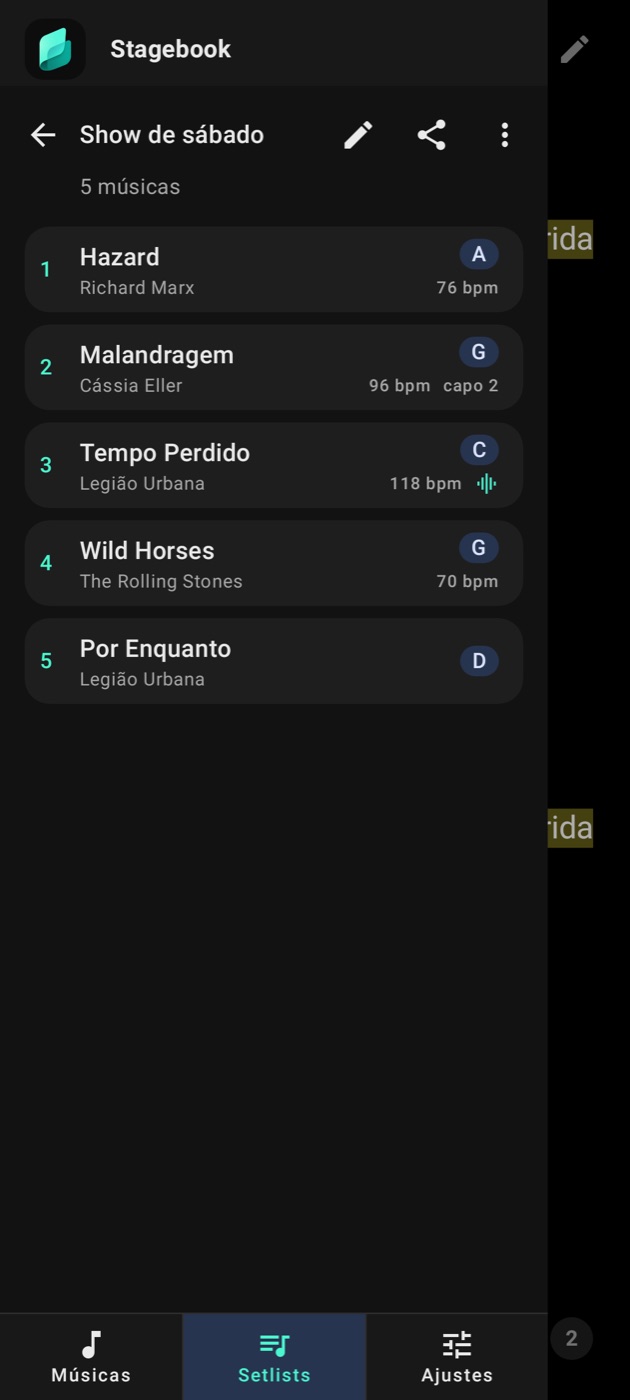 Stagebook
Show de sábado
5 músicas
1
Hazard
A
Richard Marx
76 bpm
2
Malandragem
G
Cássia Eller
96 bpm capo 2
3
Tempo Perdido
C
Legião Urbana
118 bpm
4
Wild Horses
G
The Rolling Stones
70 bpm
5
Por Enquanto
D
Legião Urbana
rida
rida
2
Músicas
Setlists
Ajustes